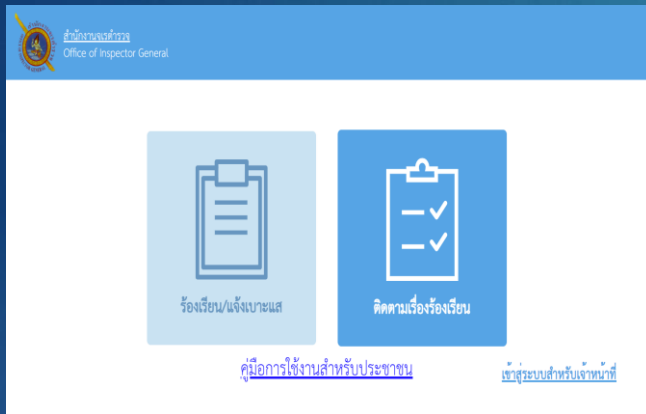 สำนักงานจเรตำรวจ
Office of Inspector General
ร้องเรียน/แจ้งเบาะแส
ติดตามเรื่องร้องเรียน
คู่มือการใช้งานสำหรับประชาชน
เข้าสู่ระบบสำหรับเจ้าหน้าที่